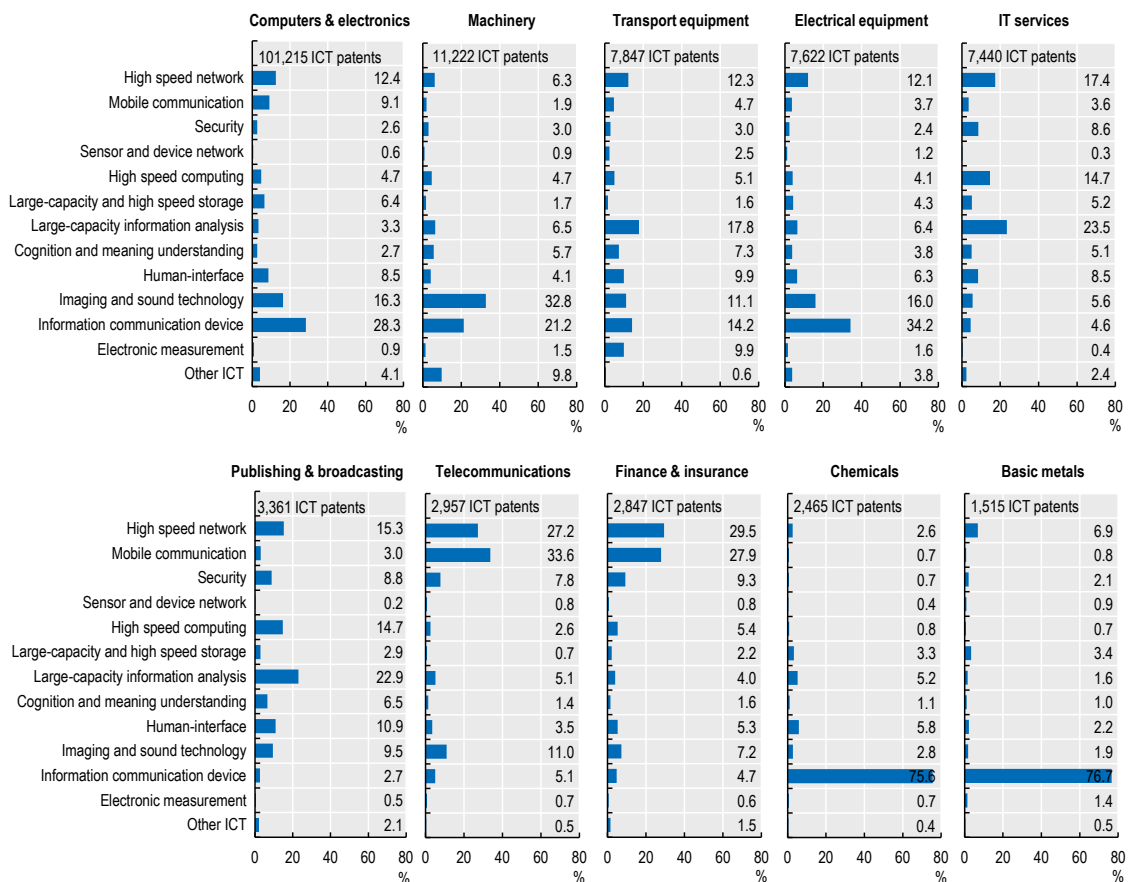 Computers & electronics Machinery Transport equipment Electrical equipment IT services
101,215 ICT patents 11,222 ICT patents 7,847 ICT patents 7,622 ICT patents 7,440 ICT patents
High speed network 12.4 6.3 12.3 12.1 17.4
Mobile communication 9.1 1.9 4.7 3.7 3.6
Security 2.6 3.0 3.0 2.4 8.6
Sensor and device network 0.6 0.9 2.5 1.2 0.3
High speed computing 4.7 4.7 5.1 4.1 14.7
Large-capacity and high speed storage 6.4 1.7 1.6 4.3 5.2
Large-capacity information analysis 3.3 6.5 17.8 6.4 23.5
Cognition and meaning understanding 2.7 5.7 7.3 3.8 5.1
Human-interface 8.5 4.1 9.9 6.3 8.5
Imaging and sound technology 16.3 32.8 11.1 16.0 5.6
Information communication device 28.3 21.2 14.2 34.2 4.6
Electronic measurement 0.9 1.5 9.9 1.6 0.4
Other ICT 4.1 9.8 0.6 3.8 2.4
0 20 40 60 80 0 20 40 60 80 0 20 40 60 80 0 20 40 60 80 0 20 40 60 80
% % % % %
Publishing & broadcasting Telecommunications Finance & insurance Chemicals Basic metals
3,361 ICT patents 2,957 ICT patents 2,847 ICT patents 2,465 ICT patents 1,515 ICT patents
High speed network 15.3 27.2 29.5 2.6 6.9
Mobile communication 3.0 33.6 27.9 0.7 0.8
Security 8.8 7.8 9.3 0.7 2.1
Sensor and device network 0.2 0.8 0.8 0.4 0.9
High speed computing 14.7 2.6 5.4 0.8 0.7
Large-capacity and high speed storage 2.9 0.7 2.2 3.3 3.4
Large-capacity information analysis 22.9 5.1 4.0 5.2 1.6
Cognition and meaning understanding 6.5 1.4 1.6 1.1 1.0
Human-interface 10.9 3.5 5.3 5.8 2.2
Imaging and sound technology 9.5 11.0 7.2 2.8 1.9
Information communication device 2.7 5.1 4.7 75.6 76.7
Electronic measurement 0.5 0.7 0.6 0.7 1.4
Other ICT 2.1 0.5 1.5 0.4 0.5
0 20 40 60 80 0 20 40 60 80 0 20 40 60 80 0 20 40 60 80 0 20 40 60 80
% % % % %